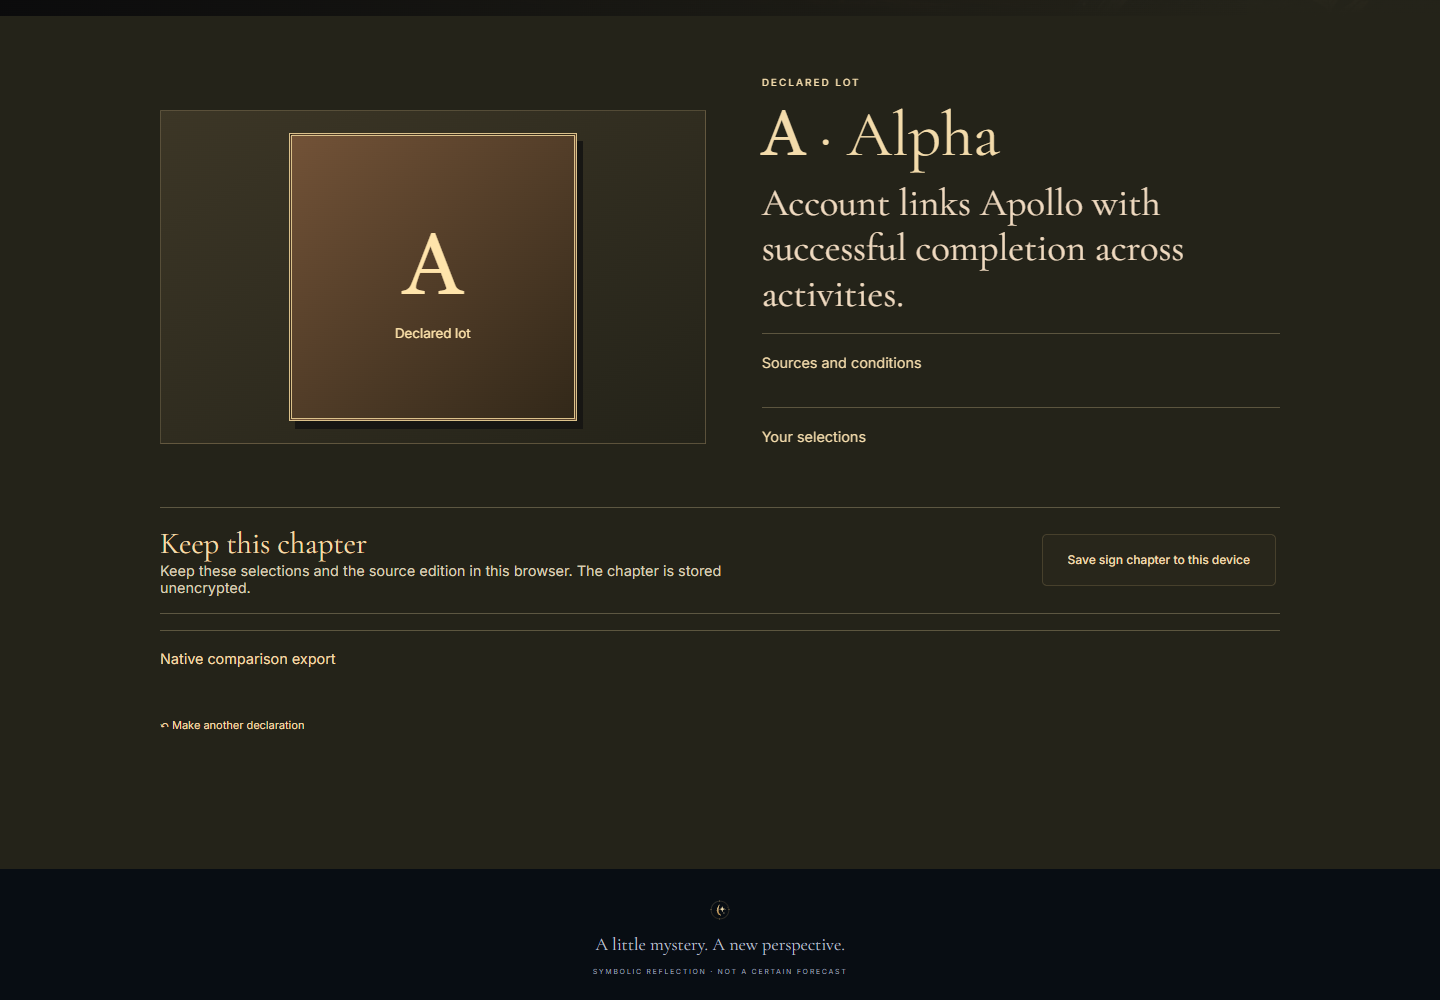 A
Declared lot
DECLARED LOT
A · Alpha
Account links Apollo with
successful completion across
activities.
Sources and conditions
Your selections
Keep this chapter
Keep these selections and the source edition in this browser. The chapter is stored
unencrypted.
Save sign chapter to this device
Native comparison export
↶ Make another declaration
A little mystery. A new perspective.
SYMBOLIC REFLECTION · NOT A CERTAIN FORECAST